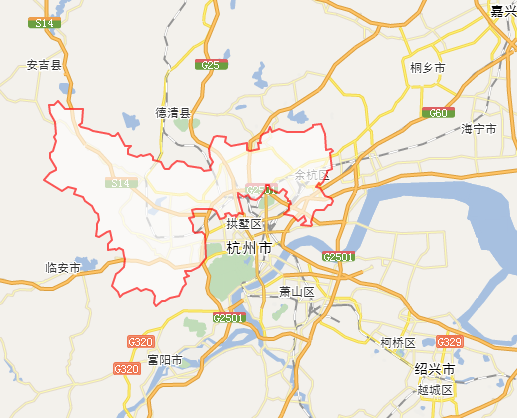 嘉兴
S14
安吉县
G25
桐乡市
德清县
G60
海宁市
S14
G2501
余杭区
拱墅区
杭州市
G2501
临安市
萧山区
G2501
G320
G320
富阳市
柯桥区
G329
绍兴市
越城区